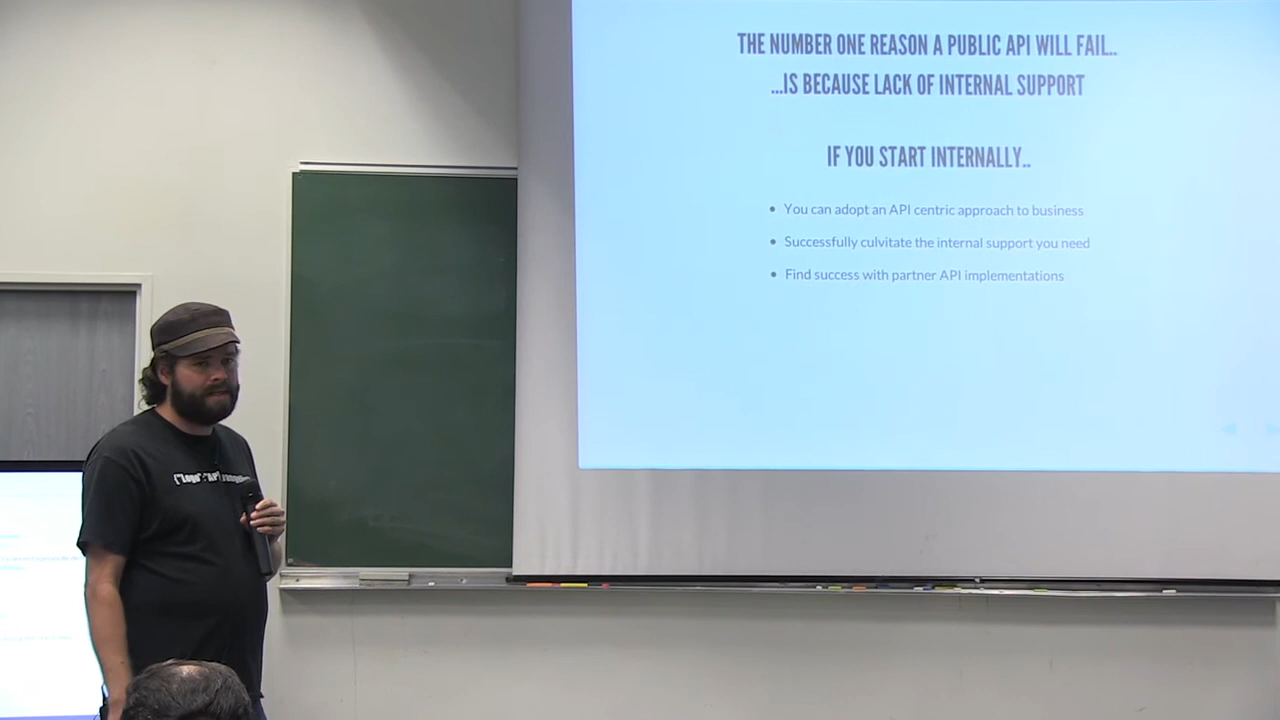 THE NUMBER ONE REASON A PUBLIC API WILL FAIL..
...IS BECAUSE LACK OF INTERNAL SUPPORT
IF YOU START INTERNALLY..
• You can adopt an API centric approach to business
• Successfully culvitate the internal support you need
• Find success with partner API implementations
{"Logo":"API